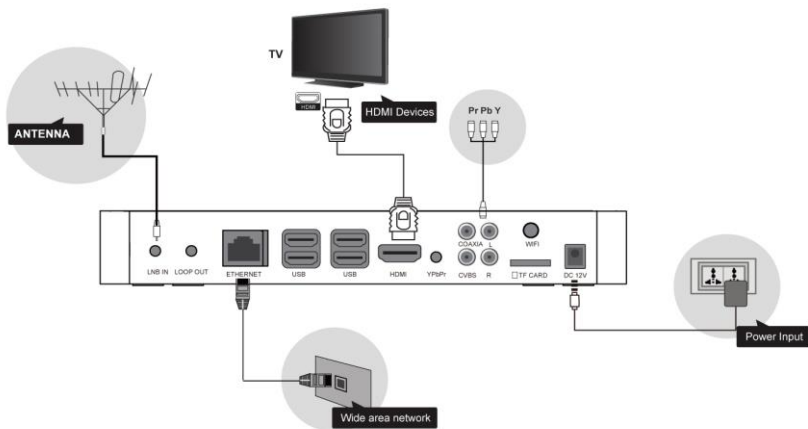 TV
HDMI
HDMI Devices
Pr Pb Y
ANTENNA
COAXIA L
WIFI
LNB IN LOOP OUT ETHERNET USB USB HDMI YPbPr CVBS R TF CARD DC 12V
Power Input
Wide area network